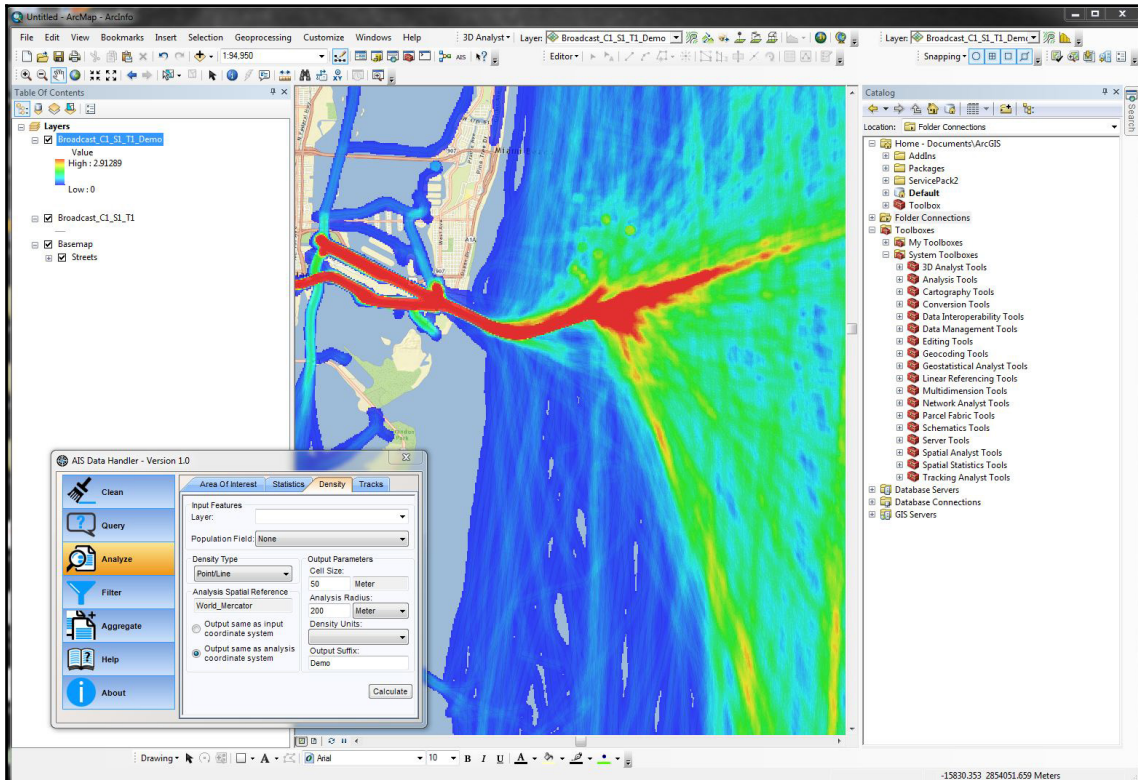 Untitled - ArcMap - ArcInfo
File Edit View Bookmarks Insert Selection Geoprocessing Customize Windows Help
3D Analyst Layer: Broadcast_C1_S1_T1_Demo
Layer: Broadcast_C1_S1_T1_Demo
1:94,950
AIS
Editor
Snapping
Table Of Contents
Layers
Broadcast_C1_S1_T1_Demo
Value
High : 2.91289
Low : 0
Broadcast_C1_S1_T1
Basemap
Streets
907
A1A
907
Catalog
Location: Folder Connections
Home - Documents\ArcGIS
AddIns
Packages
ServicePack2
Default
Toolbox
Folder Connections
Toolboxes
My Toolboxes
System Toolboxes
3D Analyst Tools
Analysis Tools
Cartography Tools
Conversion Tools
Data Interoperability Tools
Data Management Tools
Editing Tools
Geocoding Tools
Geostatistical Analyst Tools
Linear Referencing Tools
Multidimension Tools
Network Analyst Tools
Parcel Fabric Tools
Schematics Tools
Server Tools
Spatial Analyst Tools
Spatial Statistics Tools
Tracking Analyst Tools
Database Servers
Database Connections
GIS Servers
Search
AIS Data Handler - Version 1.0
Clean
Query
Analyze
Filter
Aggregate
Help
About
Area Of Interest Statistics Density Tracks
Input Features
Layer:
Population Field: None
Density Type
Point/Line
Analysis Spatial Reference
World_Mercator
Output same as input
coordinate system
Output same as analysis
coordinate system
Output Parameters
Cell Size:
50 Meter
Analysis Radius:
200 Meter
Density Units:
Output Suffix:
Demo
Calculate
Drawing
A
Arial
10
B I U A
-15830.353 2854051.659 Meters